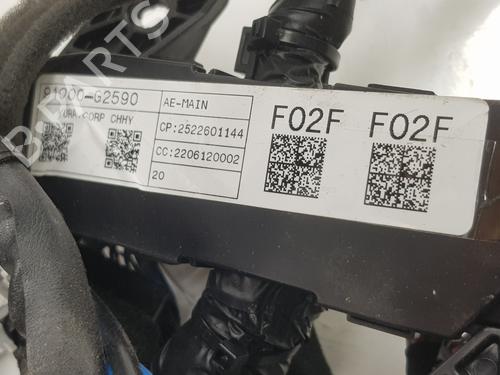 91900-G2590
YURA CORP CHHY
AE-MAIN
CP:2522601144
CC:2206120002
20
F02F
F02F